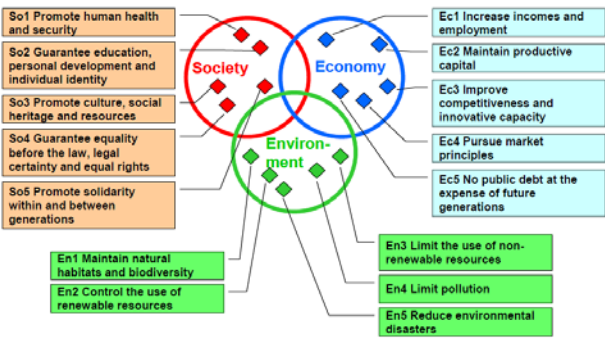 So1 Promote human health
and security
So2 Guarantee education,
personal development and
individual identity
So3 Promote culture, social
heritage and resources
So4 Guarantee equality
before the law, legal
certainty and equal rights
So5 Promote solidarity
within and between
generations
Society
Economy
Environ-
ment
Ec1 Increase incomes and
employment
Ec2 Maintain productive
capital
Ec3 Improve
competitiveness and
innovative capacity
Ec4 Pursue market
principles
Ec5 No public debt at the
expense of future
generations
En1 Maintain natural
habitats and biodiversity
En2 Control the use of
renewable resources
En3 Limit the use of non-
renewable resources
En4 Limit pollution
En5 Reduce environmental
disasters